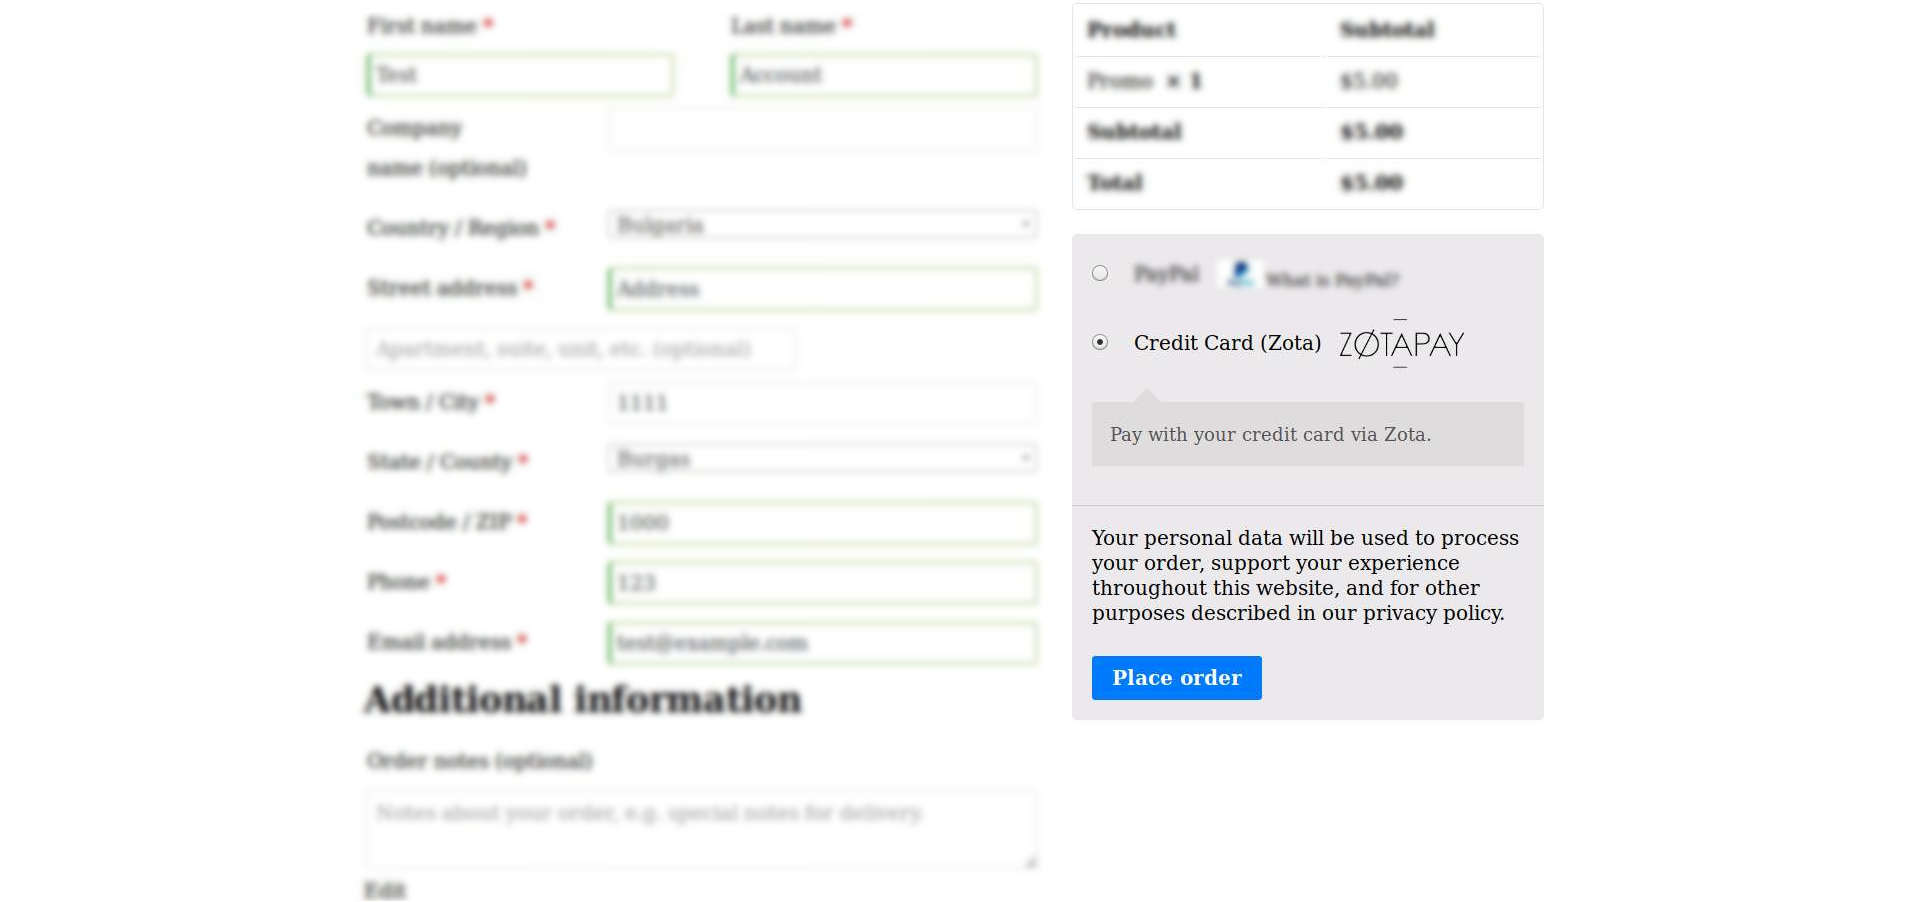 First name *
Last name *
Test
Account
Company
name (optional)
Country / Region *
Bulgaria
Street address *
Address
Apartment, suite, unit, etc. (optional)
Town / City *
1111
State / County *
Burgas
Postcode / ZIP *
1000
Phone *
123
Email address *
test@example.com
Additional information
Order notes (optional)
Notes about your order, e.g. special notes for delivery.
Edit
Product Subtotal
Promo × 1 $5.00
Subtotal $5.00
Total $5.00
PayPal What is PayPal?
Credit Card (Zota) ZØTAPAY
Pay with your credit card via Zota.
Your personal data will be used to process
your order, support your experience
throughout this website, and for other
purposes described in our privacy policy.
Place order